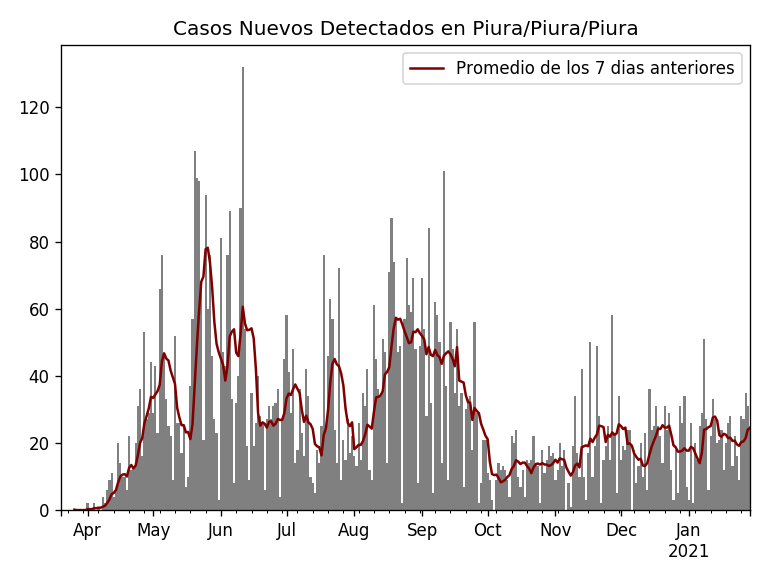 Casos Nuevos Detectados en Piura/Piura/Piura
Promedio de los 7 dias anteriores
120
100
80
60
40
20
0
Apr May Jun Jul Aug Sep Oct Nov Dec Jan
2021